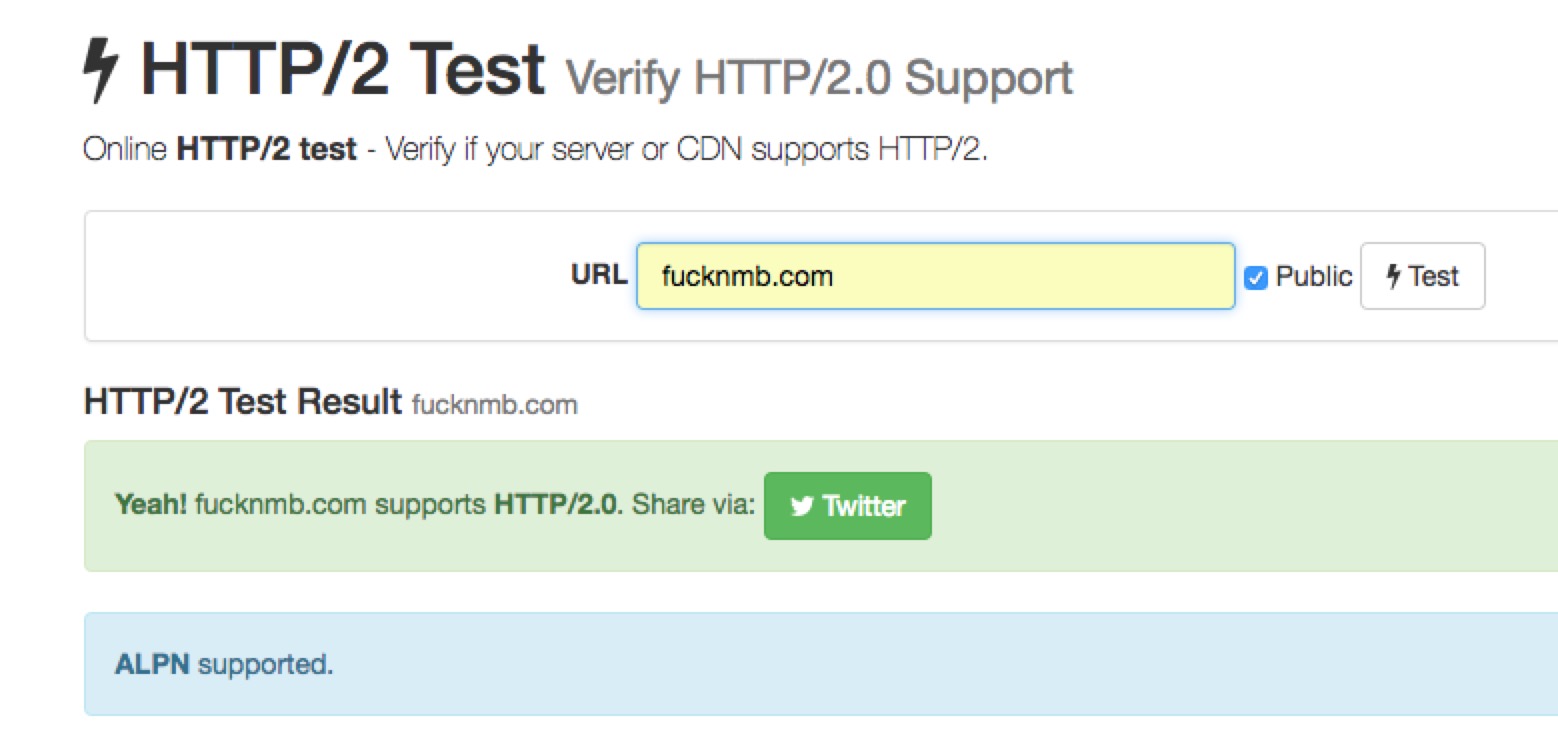 HTTP/2 Test Verify HTTP/2.0 Support
Online HTTP/2 test - Verify if your server or CDN supports HTTP/2.
URL fucknmb.com Public Test
HTTP/2 Test Result fucknmb.com
Yeah! fucknmb.com supports HTTP/2.0. Share via: Twitter
ALPN supported.